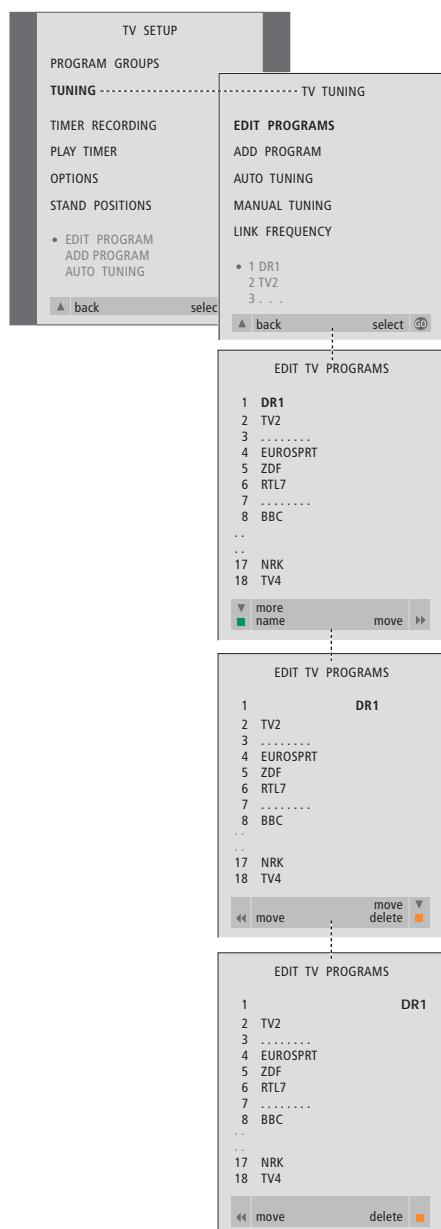 TV SETUP
PROGRAM GROUPS
TUNING
TIMER RECORDING
PLAY TIMER
OPTIONS
STAND POSITIONS
• EDIT PROGRAM
ADD PROGRAM
AUTO TUNING
▲ back selec
TV TUNING
EDIT PROGRAMS
ADD PROGRAM
AUTO TUNING
MANUAL TUNING
LINK FREQUENCY
• 1 DR1
2 TV2
3 . . .
▲ back select GO
EDIT TV PROGRAMS
1 DR1
2 TV2
3 . . . . . . . .
4 EUROSPRT
5 ZDF
6 RTL7
7 . . . . . . . .
8 BBC
. .
. .
17 NRK
18 TV4
▼ more
name move ▶▶
EDIT TV PROGRAMS
1 DR1
2 TV2
3 . . . . . . . .
4 EUROSPRT
5 ZDF
6 RTL7
7 . . . . . . . .
8 BBC
. .
. .
17 NRK
18 TV4
move ▼
◀◀ move delete
EDIT TV PROGRAMS
1 DR1
2 TV2
3 . . . . . . . .
4 EUROSPRT
5 ZDF
6 RTL7
7 . . . . . . . .
8 BBC
. .
. .
17 NRK
18 TV4
◀◀ move delete